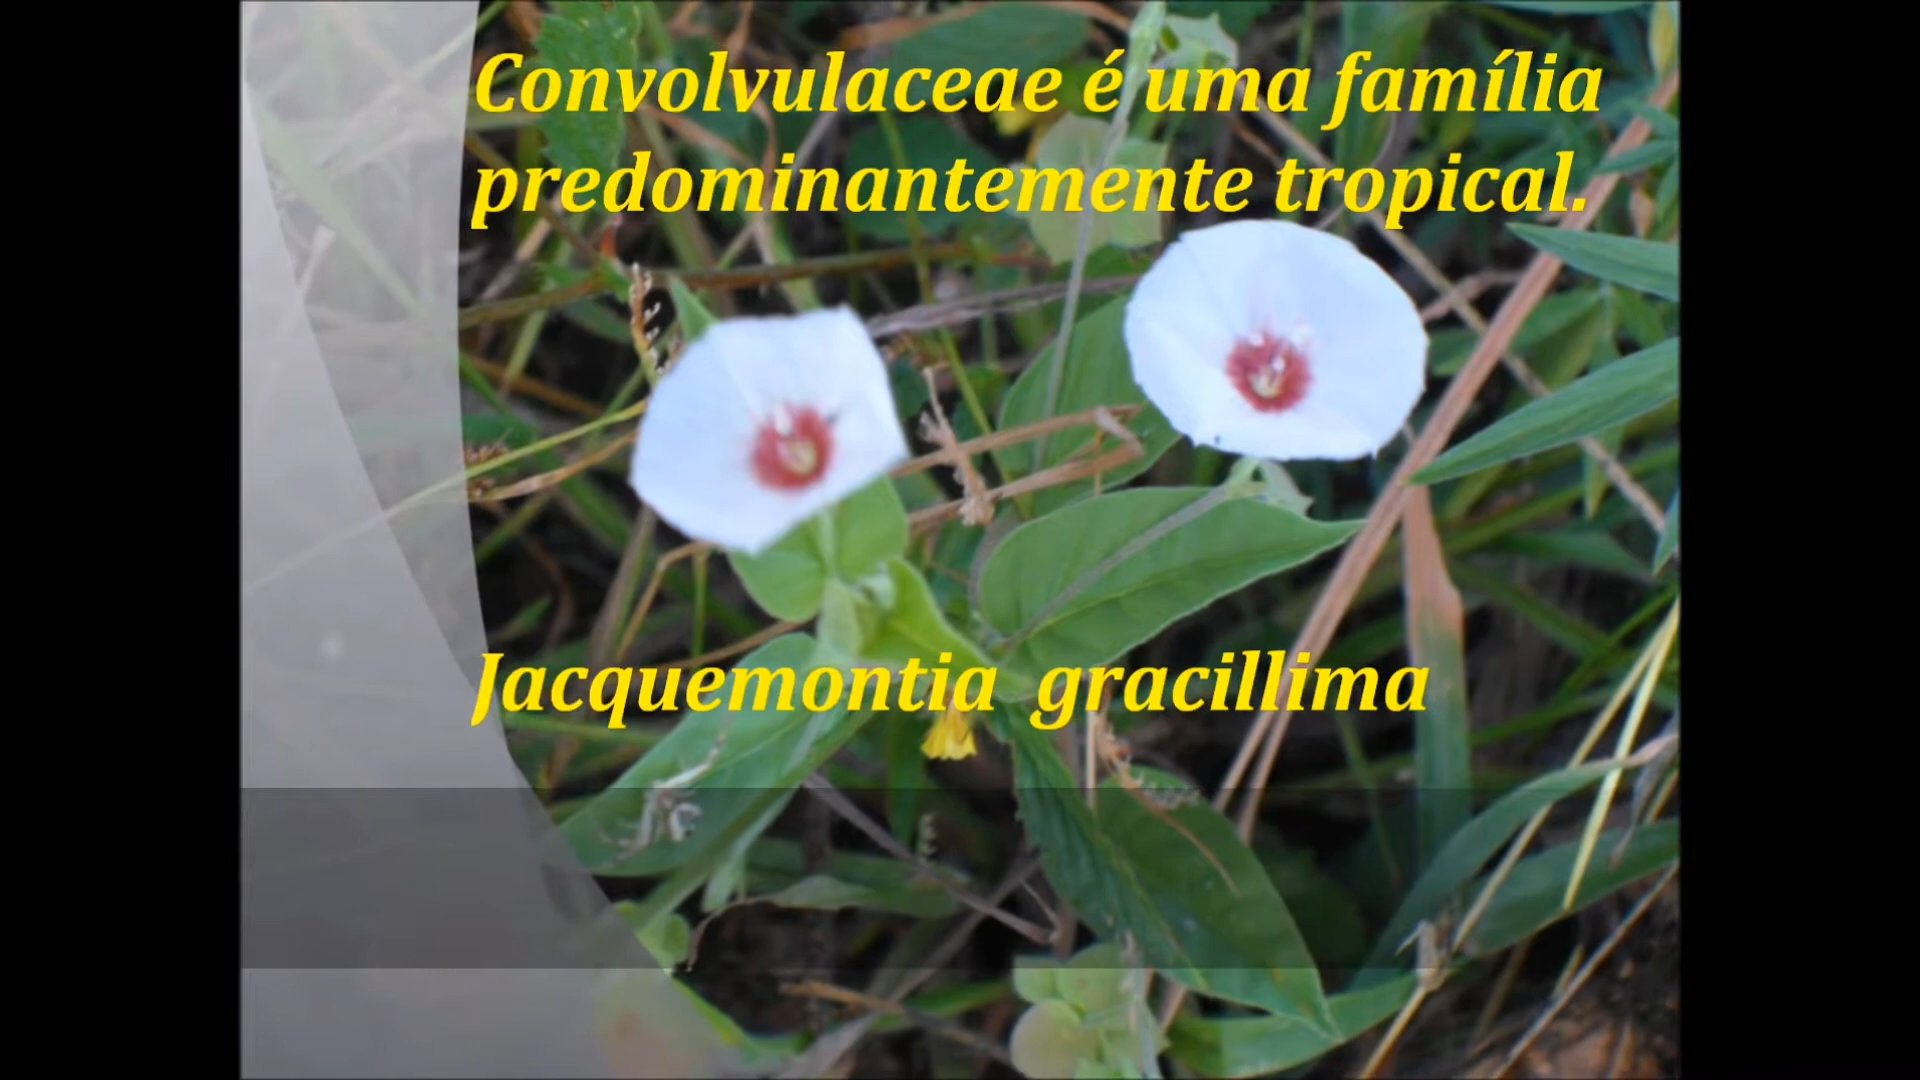 Convolvulaceae é uma família
predominantemente tropical.
Jacquemontia gracillima